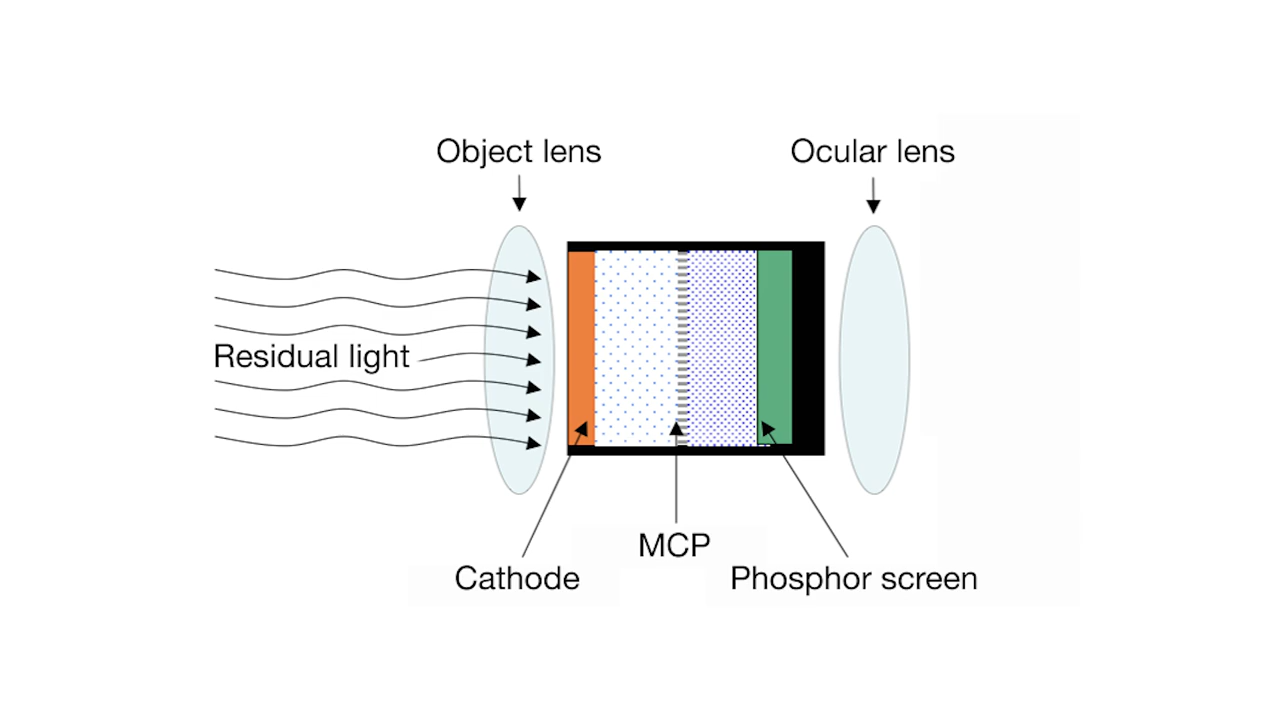 Object lens
Ocular lens
Residual light
MCP
Cathode
Phosphor screen